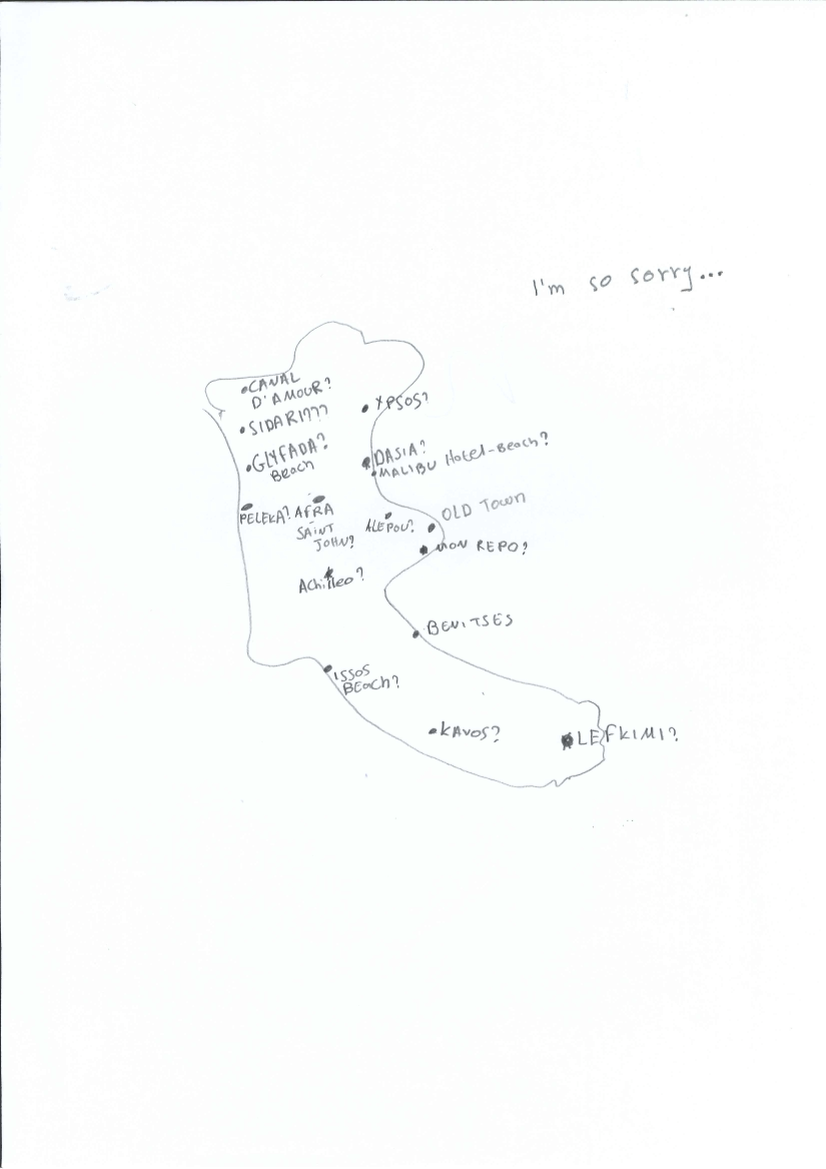 I'm so sorry...
CANAL
D'AMOUR?
SIDARI???
YPSOS?
GLYFADA?
Beach
DASIA?
MALIBU Hotel-Beach?
PELEKA?
AFRA
SAINT
JOHN?
ALEPOU?
OLD Town
MON REPO?
Achilleo?
BENITSES
ISSOS
BEach?
KAVOS?
LEFKIMI?